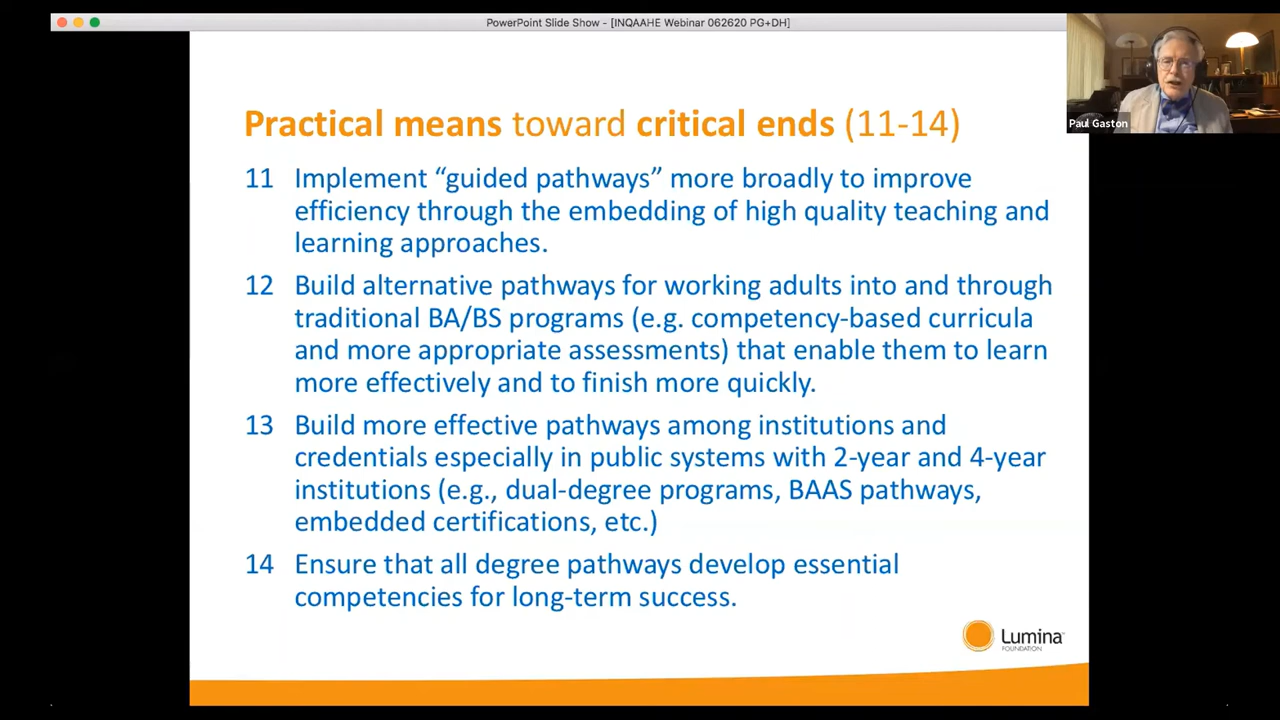 PowerPoint Slide Show - [INQAAHE Webinar 062620 PG+DH]
Paul Gaston
Practical means toward critical ends (11-14)
11 Implement “guided pathways” more broadly to improve
efficiency through the embedding of high quality teaching and
learning approaches.
12 Build alternative pathways for working adults into and through
traditional BA/BS programs (e.g. competency-based curricula
and more appropriate assessments) that enable them to learn
more effectively and to finish more quickly.
13 Build more effective pathways among institutions and
credentials especially in public systems with 2-year and 4-year
institutions (e.g., dual-degree programs, BAAS pathways,
embedded certifications, etc.)
14 Ensure that all degree pathways develop essential
competencies for long-term success.
Lumina
FOUNDATION